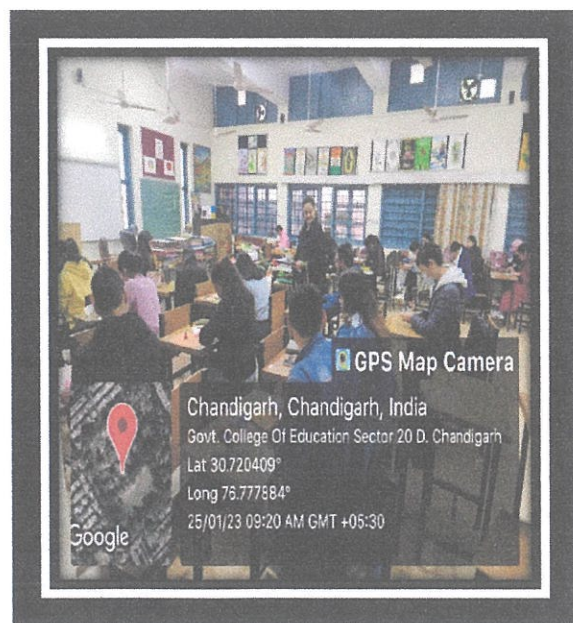 GPS Map Camera
Chandigarh, Chandigarh, India
Govt. College Of Education Sector 20 D. Chandigarh
Lat 30.720409°
Long 76.777884°
25/01/23 09:20 AM GMT +05:30
Google